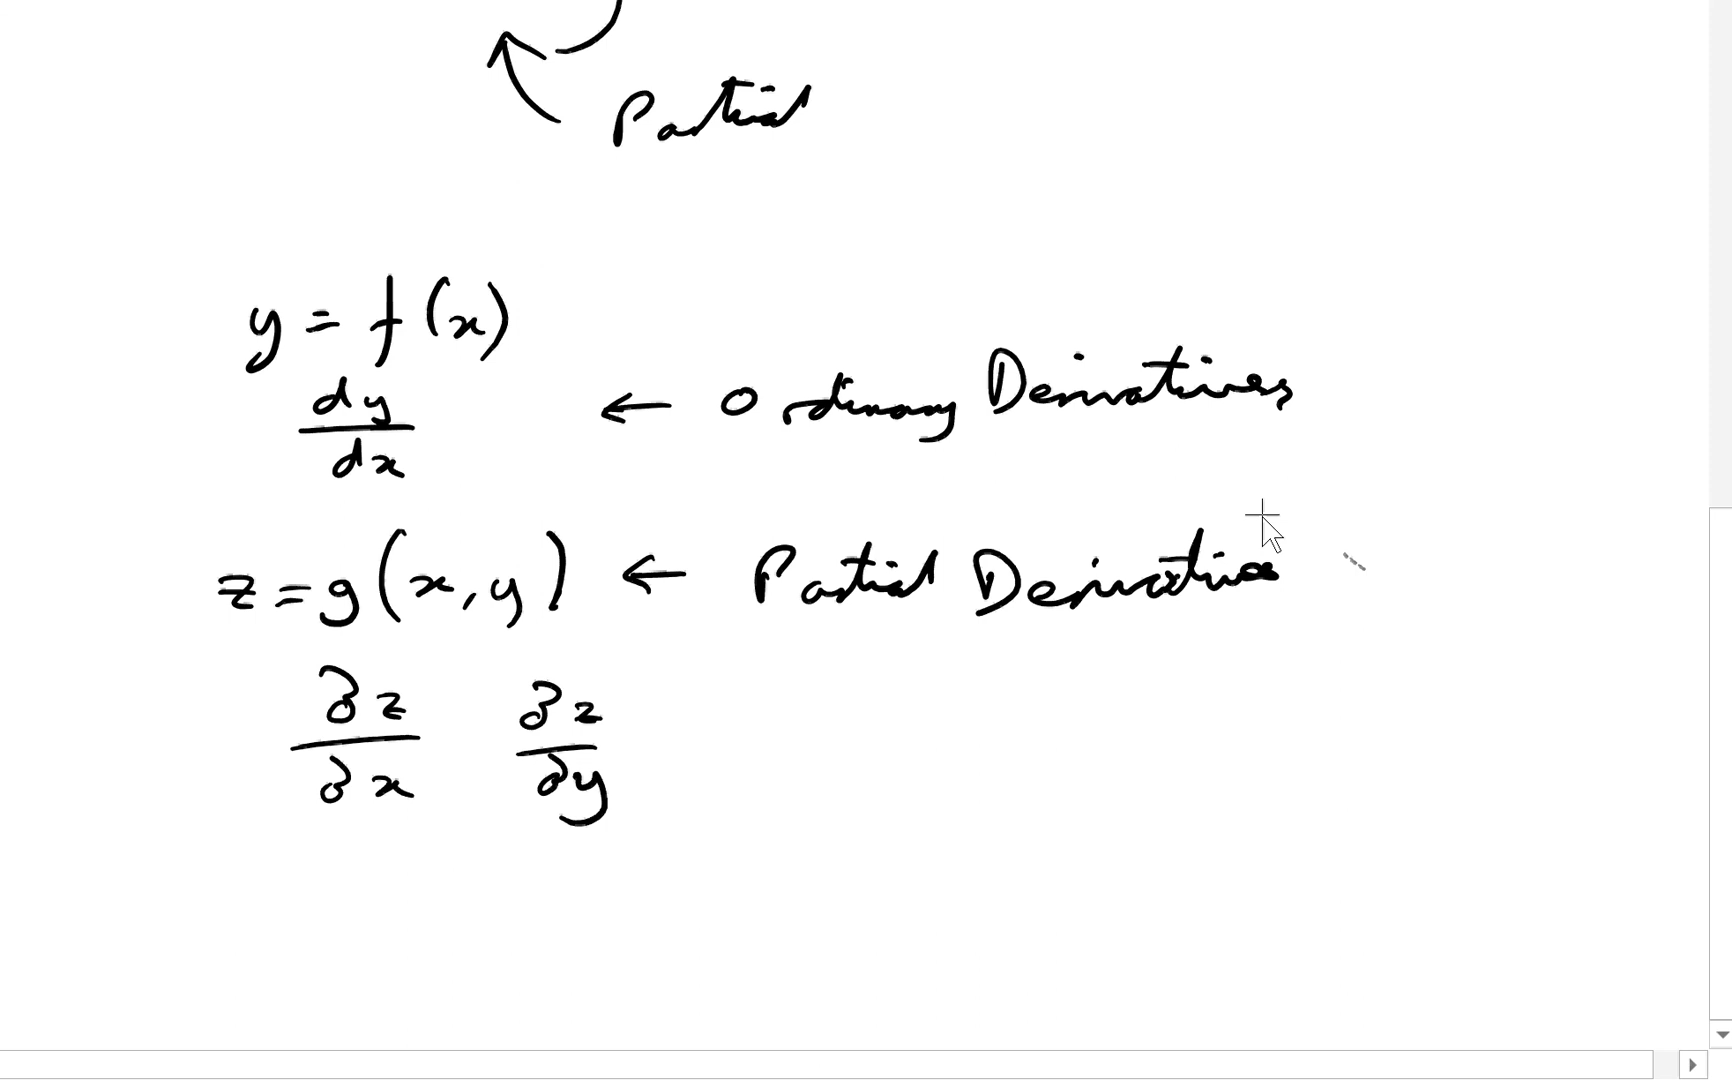 Partial
y = f(x)
dy/dx ← Ordinary Derivatives
z = g(x, y) ← Partial Derivatives
∂z/∂x ∂z/∂y